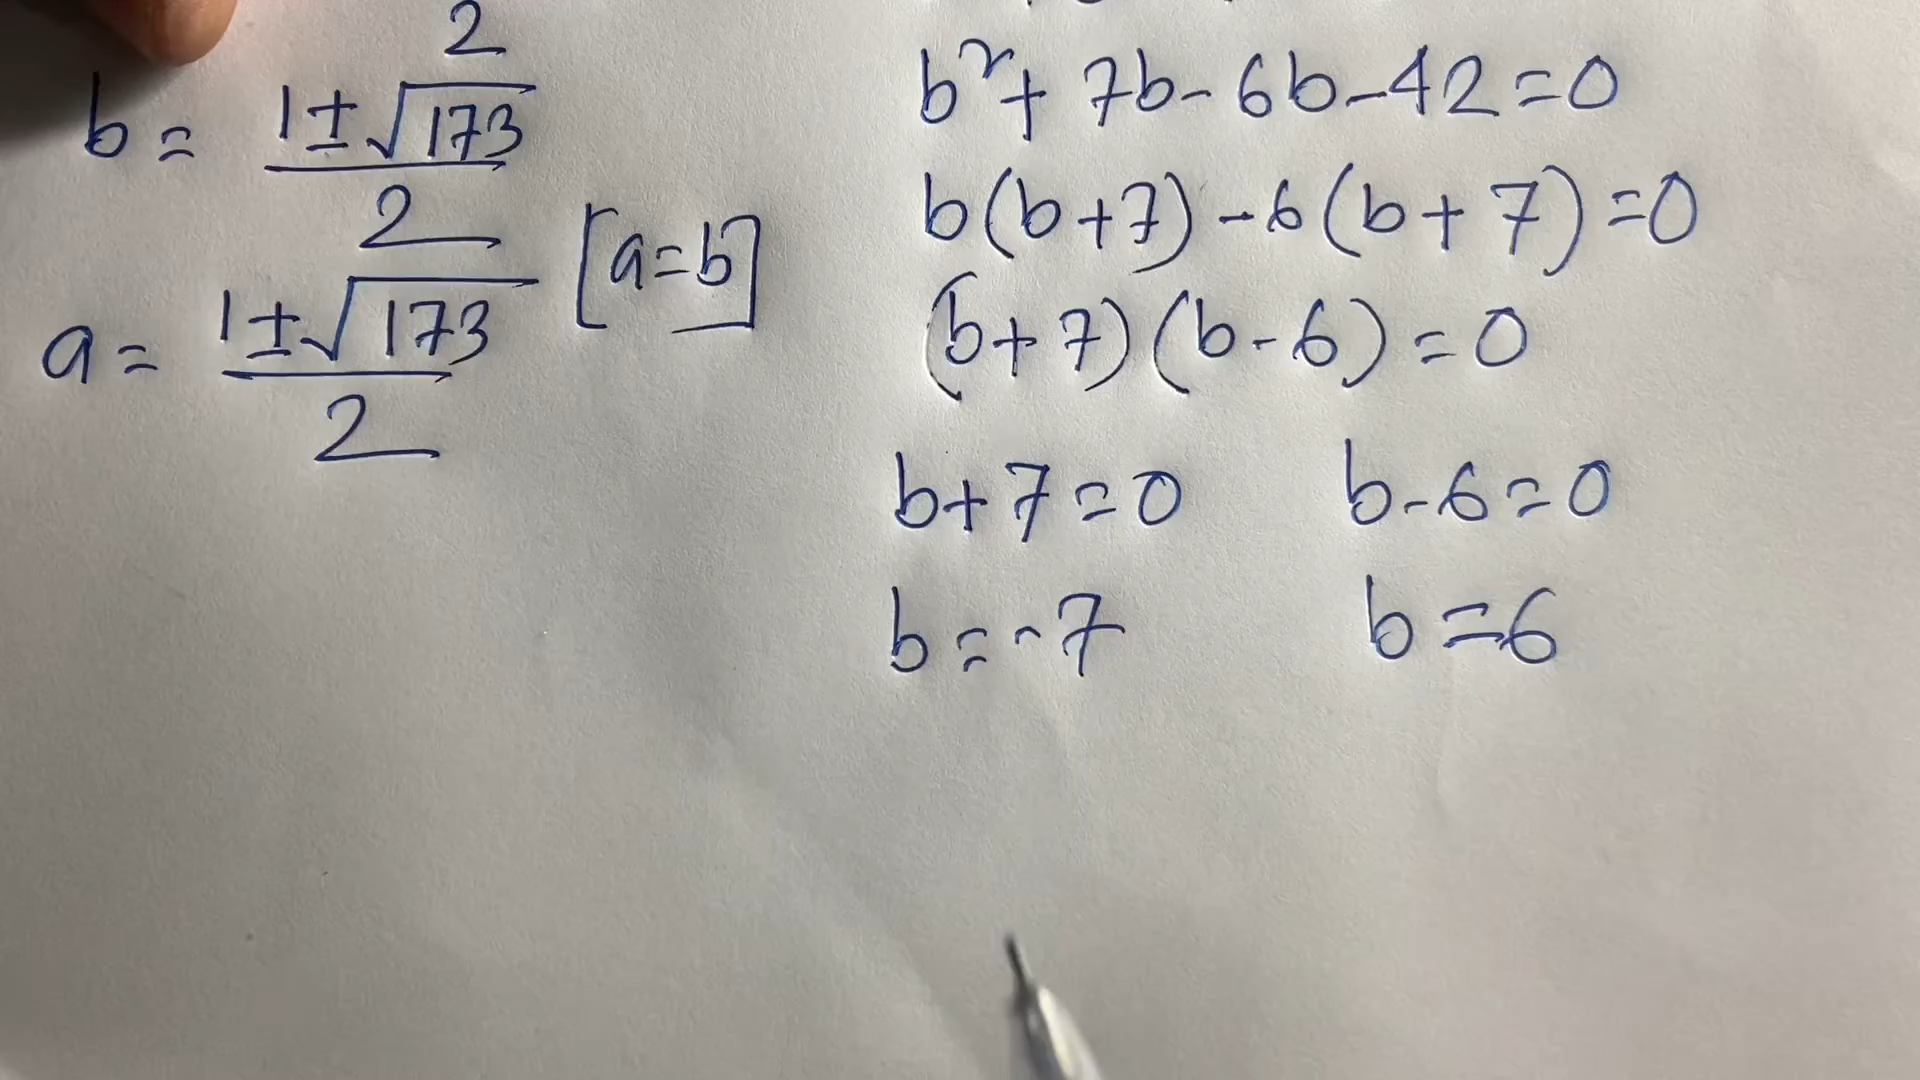 2
b = 1±√173
2
a = 1±√173 [a=b]
2
b²+ 7b-6b-42=0
b(b+7)-6(b+7)=0
(b+7)(b-6)=0
b+7=0 b-6=0
b=-7 b=6